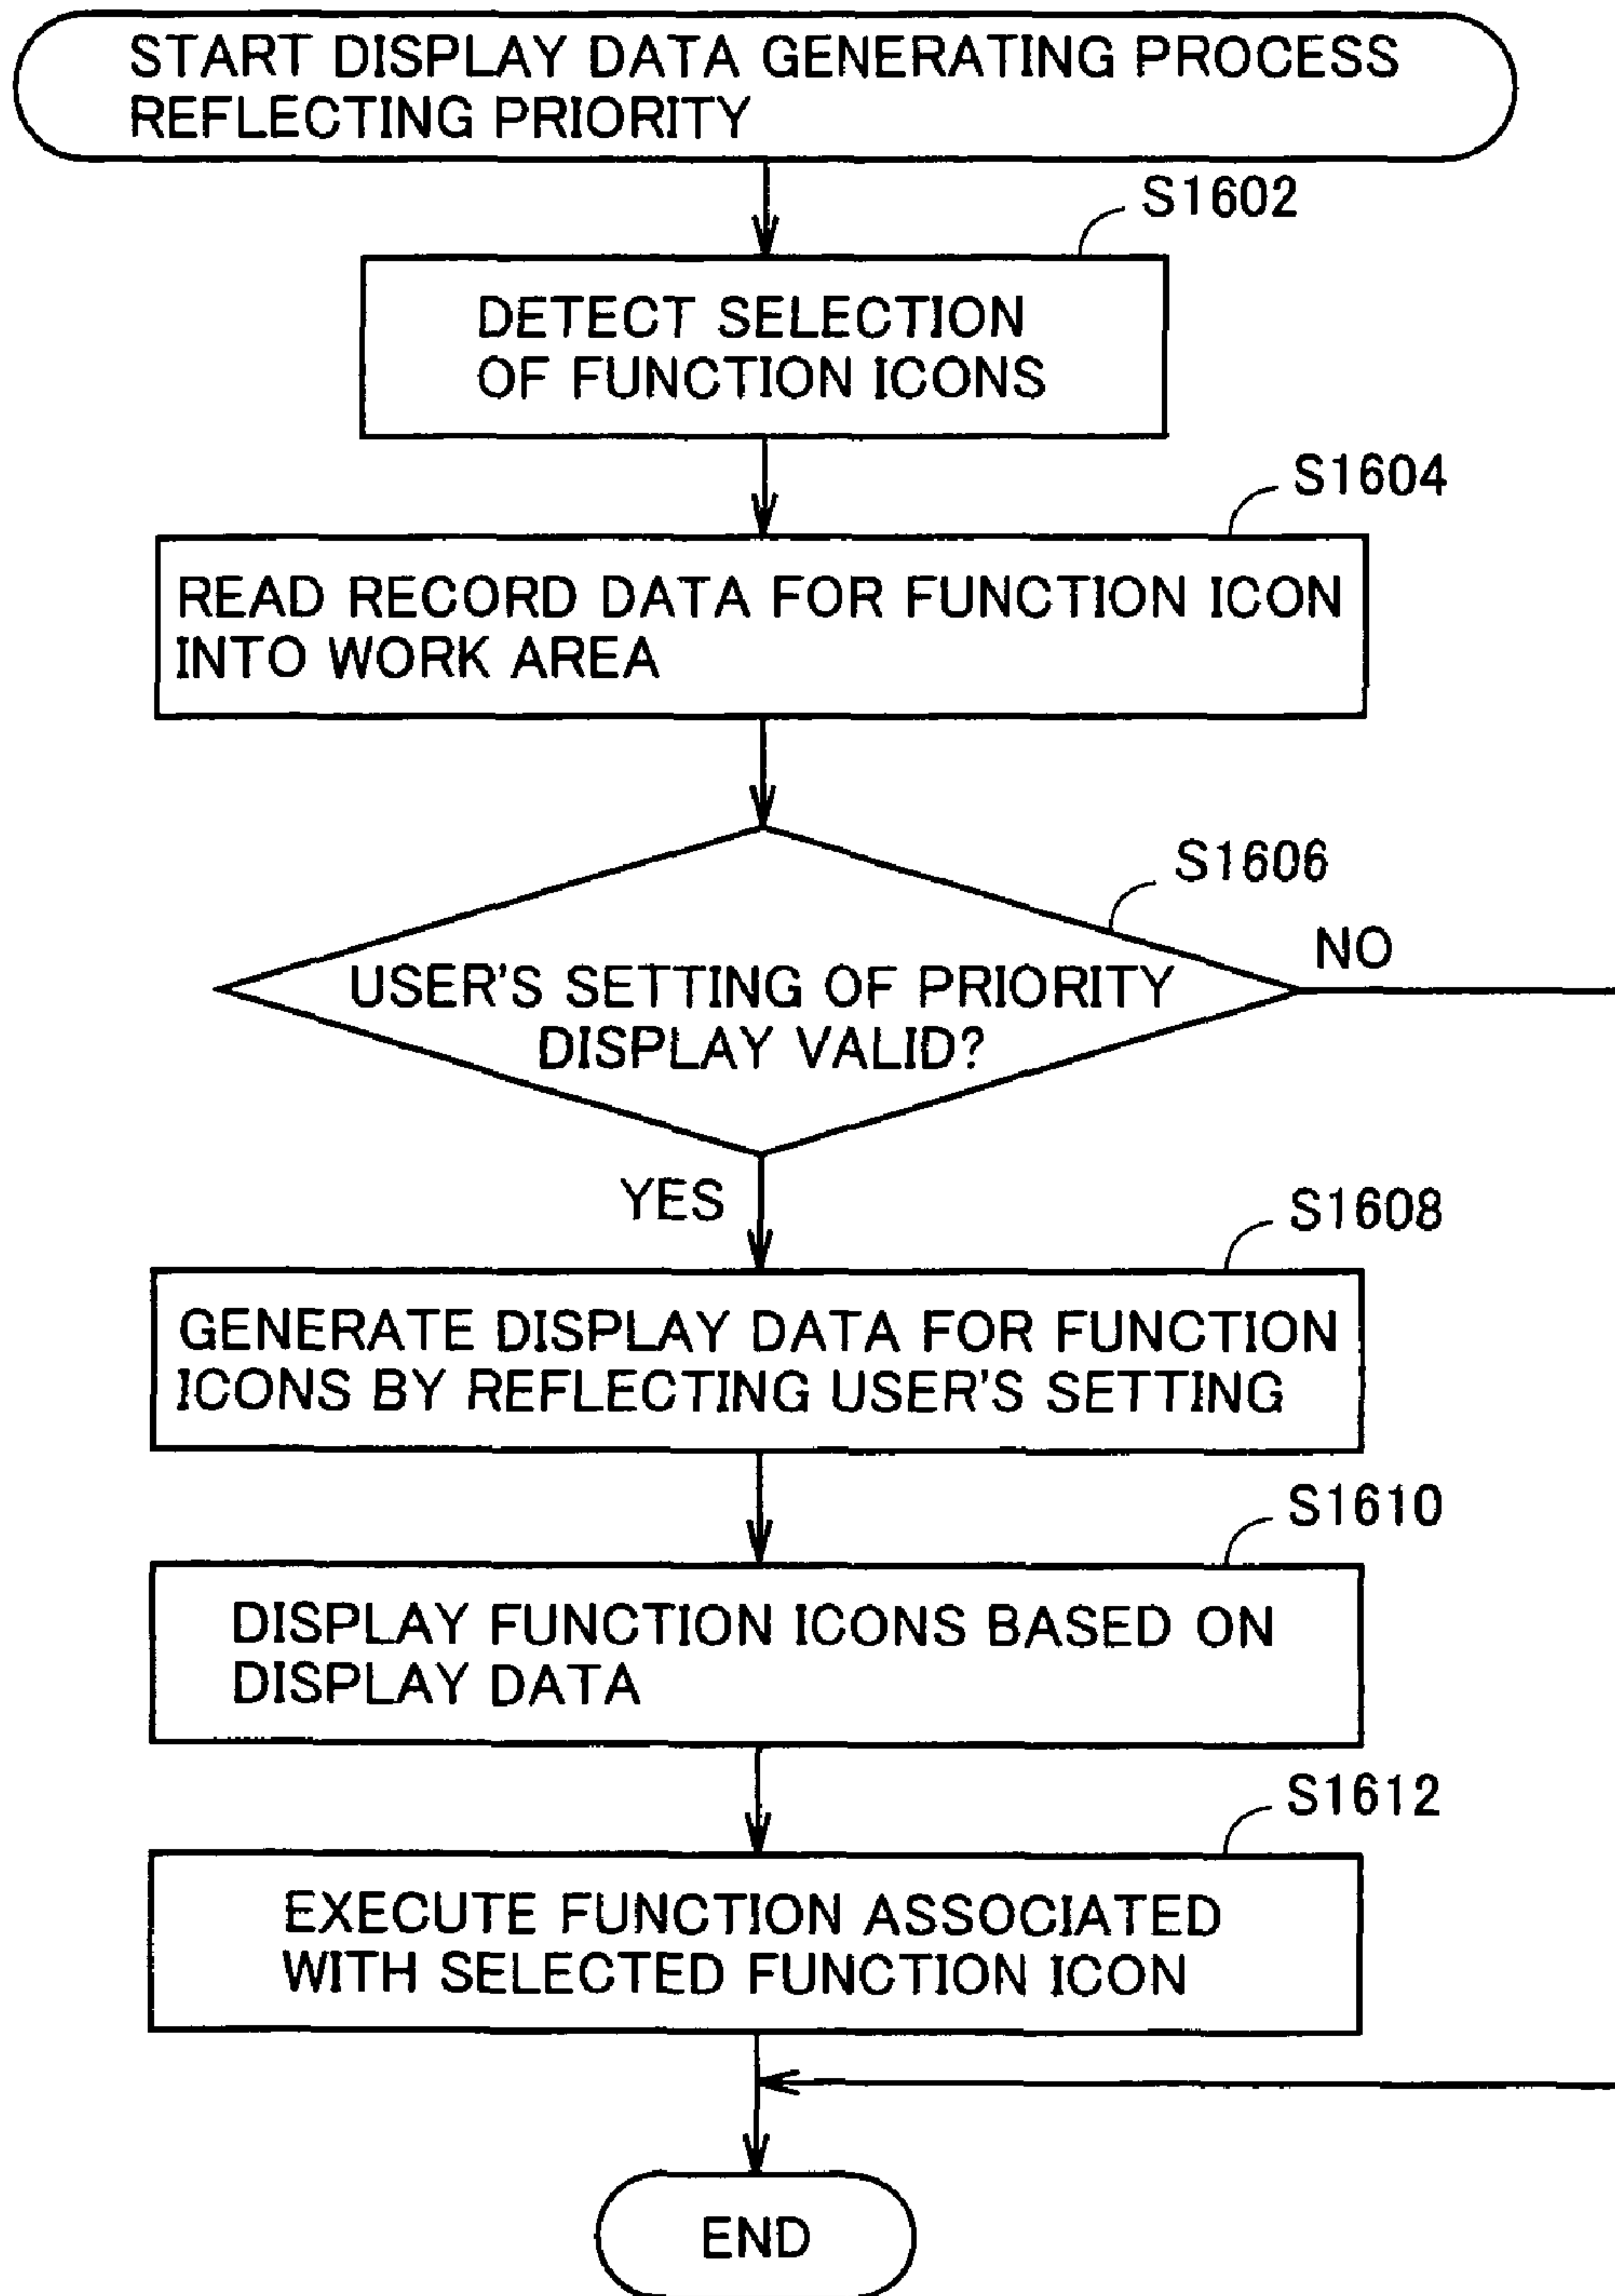 START DISPLAY DATA GENERATING PROCESS
REFLECTING PRIORITY
S1602
DETECT SELECTION
OF FUNCTION ICONS
S1604
READ RECORD DATA FOR FUNCTION ICON
INTO WORK AREA
S1606
NO
USER'S SETTING OF PRIORITY
DISPLAY VALID?
YES
S1608
GENERATE DISPLAY DATA FOR FUNCTION
ICONS BY REFLECTING USER'S SETTING
S1610
DISPLAY FUNCTION ICONS BASED ON
DISPLAY DATA
S1612
EXECUTE FUNCTION ASSOCIATED
WITH SELECTED FUNCTION ICON
END